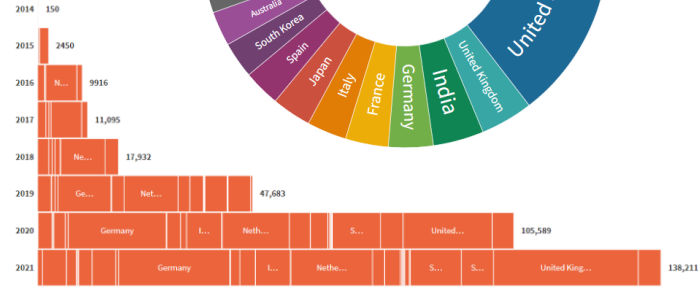 2014 150
Australia
South Korea
Spain
Japan
Italy
France
Germany
India
United Kingdom
United
2015 2450
2016 N... 9916
2017 11,095
2018 Ne... 17,932
2019 Ge... Net... 47,683
2020 Germany I... Neth... S... United... 105,589
2021 Germany I... Nethe... S... S... United King... 138,211